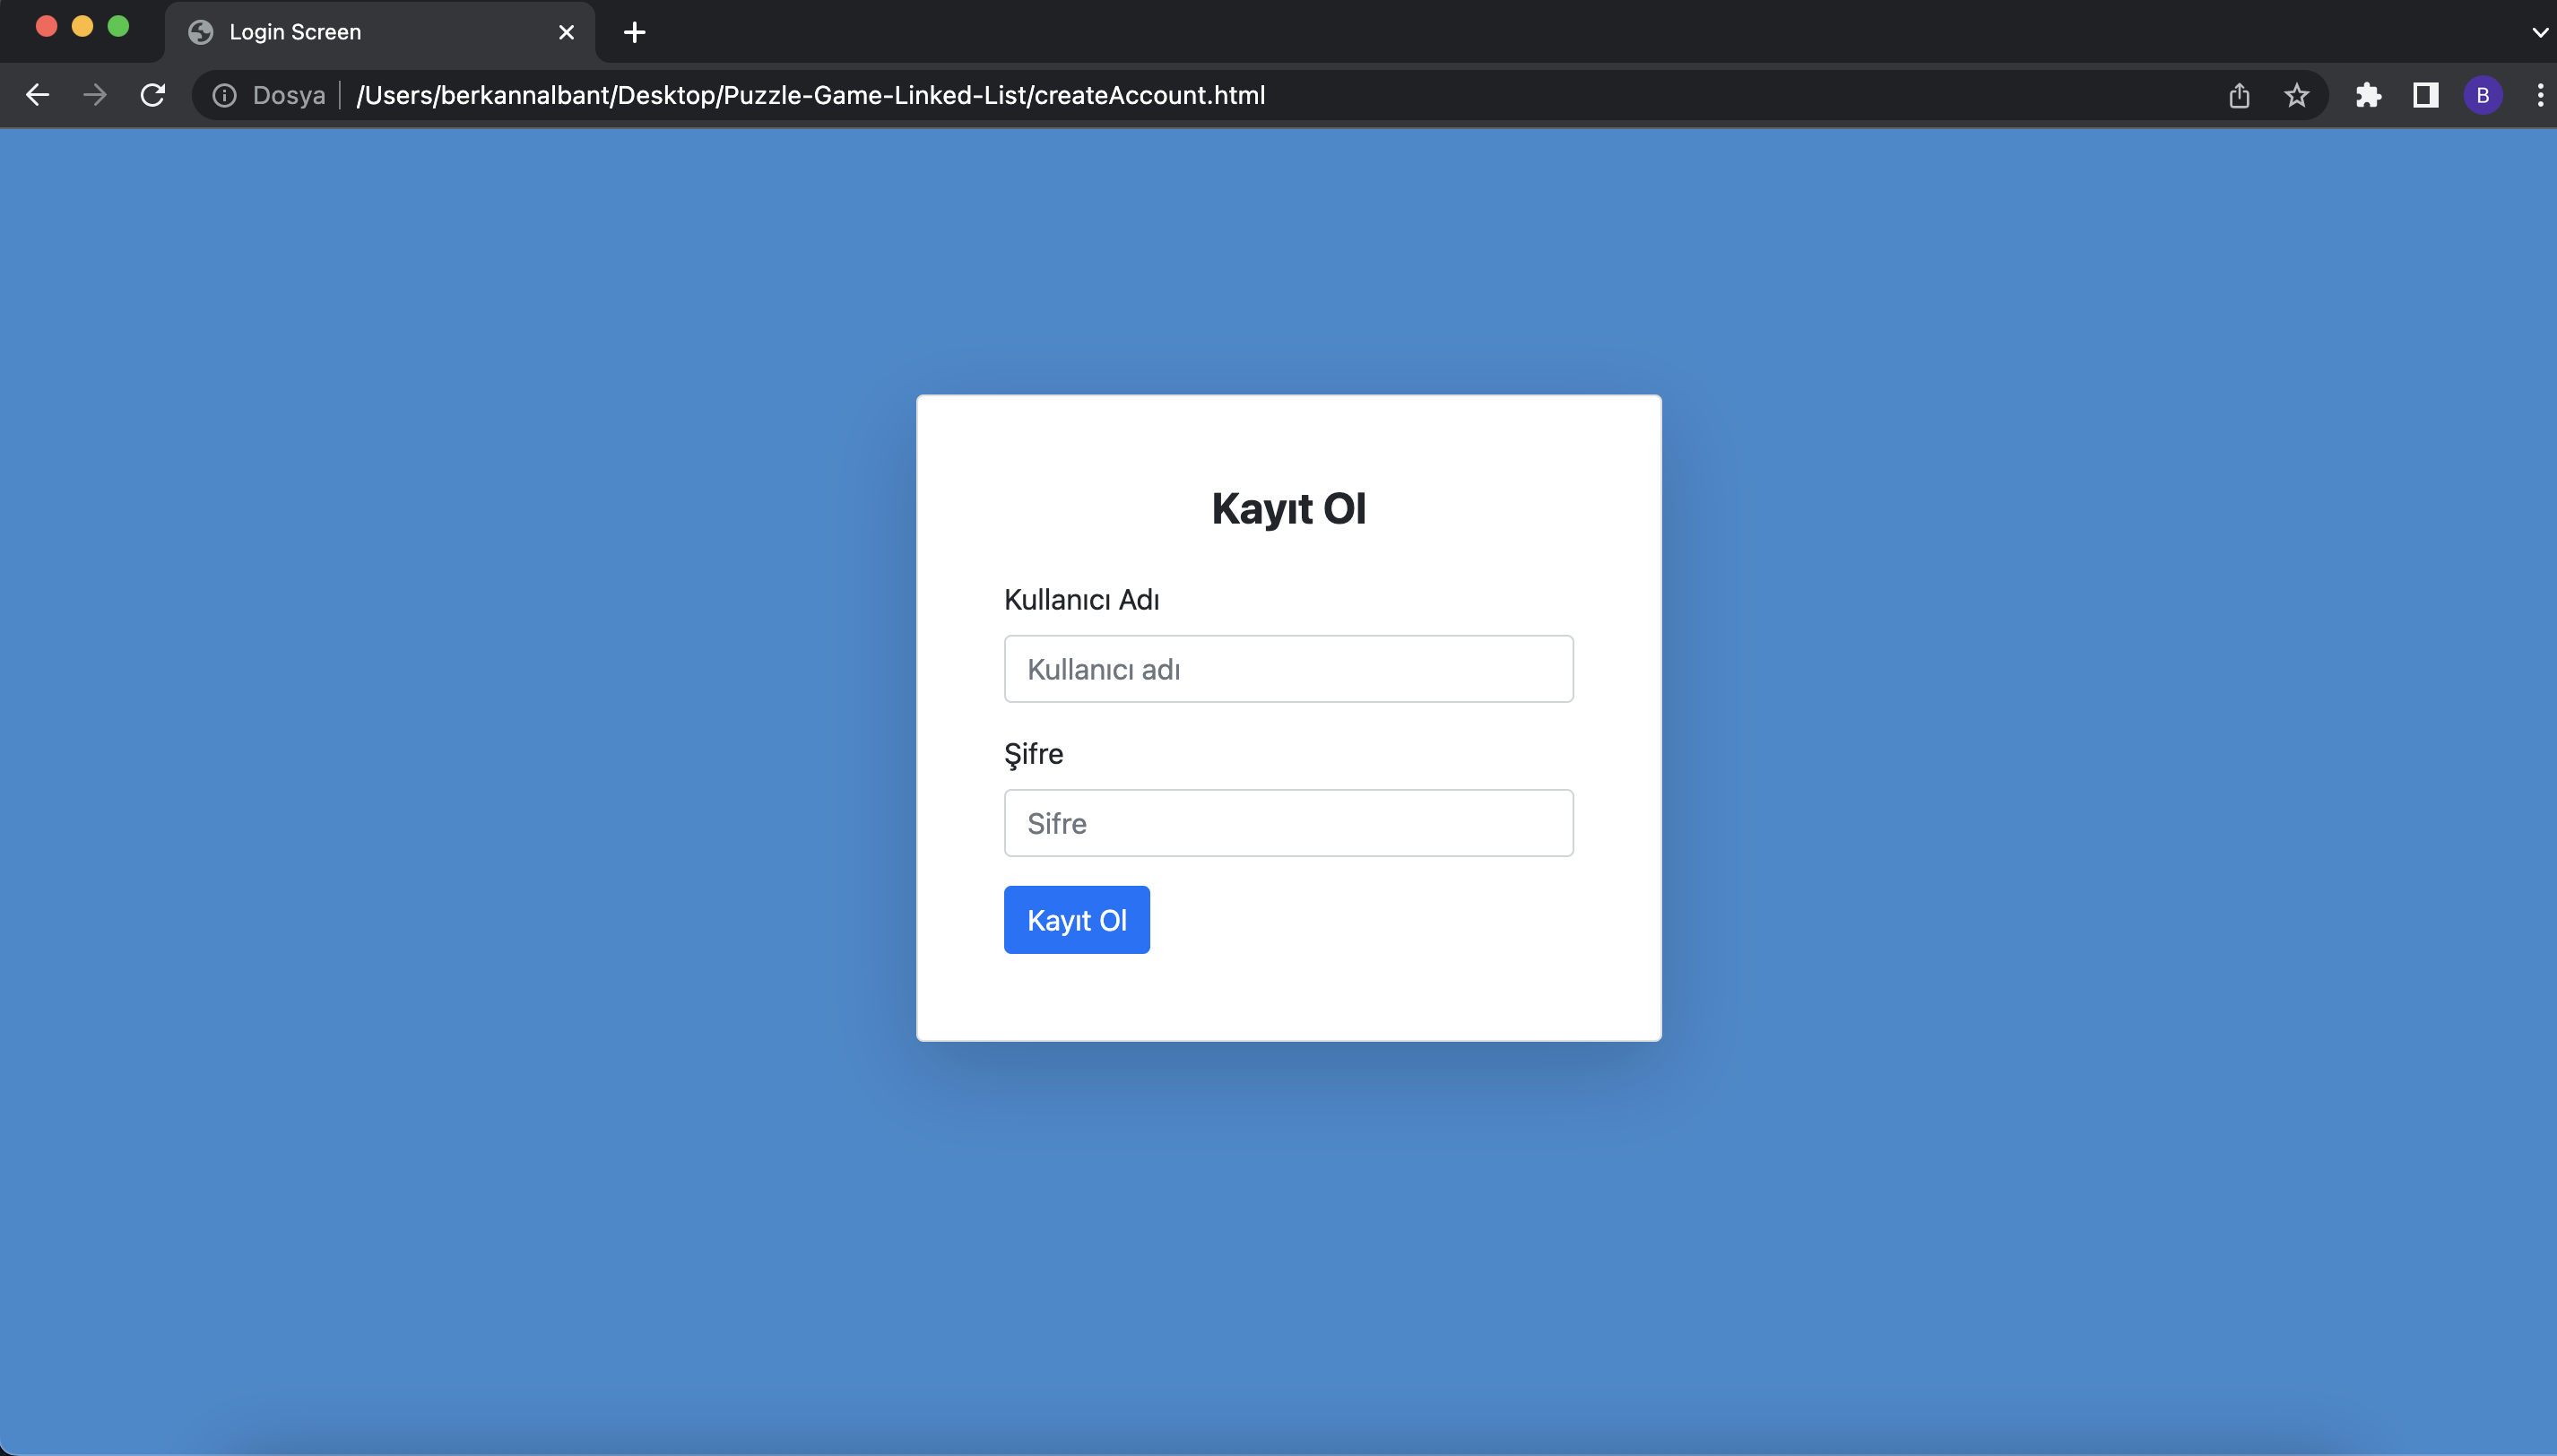 Login Screen
Dosya
/Users/berkannalbant/Desktop/Puzzle-Game-Linked-List/createAccount.html
B
Kayıt Ol
Kullanıcı Adı
Kullanıcı adı
Şifre
Sifre
Kayıt Ol